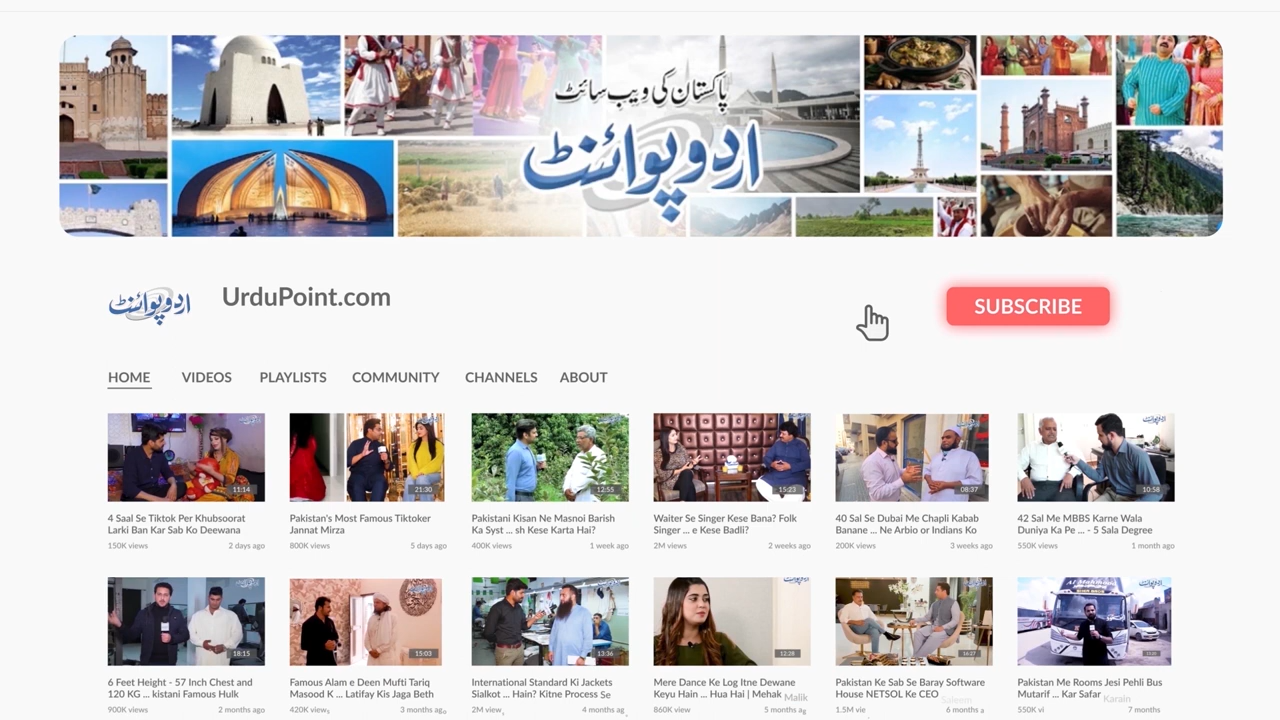 پاکستان کی ویب سائٹ
اردو پوائنٹ
اردو پوائنٹ
UrduPoint.com
SUBSCRIBE
HOME VIDEOS PLAYLISTS COMMUNITY CHANNELS ABOUT
11:14 21:30 12:55 15:23 08:37 10:58
4 Saal Se Tiktok Per Khubsoorat
Larki Ban Kar Sab Ko Deewana
150K views 2 days ago
Pakistan's Most Famous Tiktoker
Jannat Mirza
800K views 5 days ago
Pakistani Kisan Ne Masnoi Barish
Ka Syst ... sh Kese Karta Hai?
400K views 1 week ago
Waiter Se Singer Kese Bana? Folk
Singer ... e Kese Badli?
2M views 2 weeks ago
40 Sal Se Dubai Me Chapli Kabab
Banane ... Ne Arbio or Indians Ko
200K views 3 weeks ago
42 Sal Me MBBS Karne Wala
Duniya Ka Pe ... - 5 Sala Degree
550K views 1 month ago
18:15 15:03 13:36 12:28 16:27
6 Feet Height - 57 Inch Chest and
120 KG ... kistani Famous Hulk
900K views 2 months ago
Famous Alam e Deen Mufti Tariq
Masood K ... Latifay Kis Jaga Beth
420K views 3 months ago
International Standard Ki Jackets
Sialkot ... Hain? Kitne Process Se
2M view, 4 months ag
Mere Dance Ke Log Itne Dewane
Keyu Hain ... Hua Hai | Mehak Malik
860K view 5 months ag
Pakistan Ke Sab Se Baray Software
House NETSOL Ke CEO Saleem
1.5M vie 6 months a
Pakistan Me Rooms Jesi Pehli Bus
Mutarif ... Kar Safar Karain
550K vi 7 months